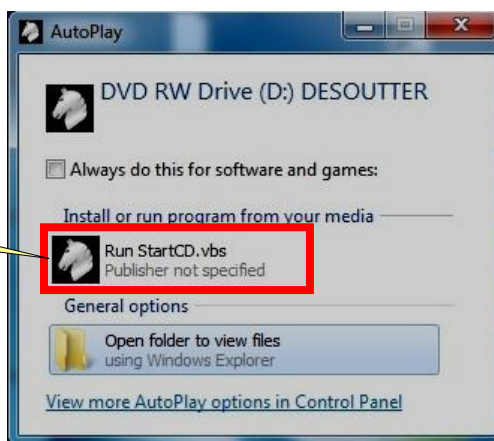 AutoPlay
DVD RW Drive (D:) DESOUTTER
Always do this for software and games:
Install or run program from your media
Run StartCD.vbs
Publisher not specified
General options
Open folder to view files
using Windows Explorer
View more AutoPlay options in Control Panel